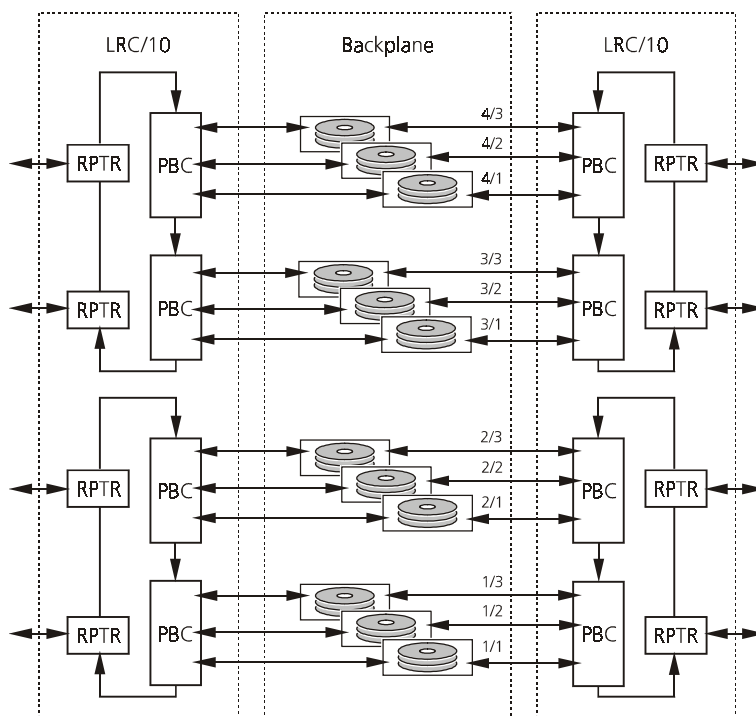 LRC/10 Backplane LRC/10
4/3
RPTR PBC 4/2 PBC RPTR
4/1
3/3
RPTR PBC 3/2 PBC RPTR
3/1
2/3
RPTR PBC 2/2 PBC RPTR
2/1
1/3
RPTR PBC 1/2 PBC RPTR
1/1